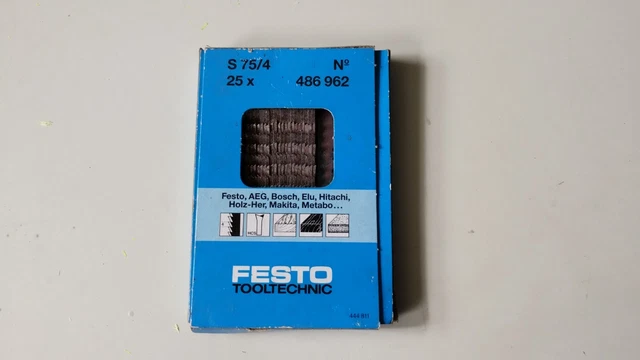 S 75/4 Nº
25 x 486 962
Festo, AEG, Bosch, Elu, Hitachi,
Holz-Her, Makita, Metabo...
FESTO
TOOLTECHNIC